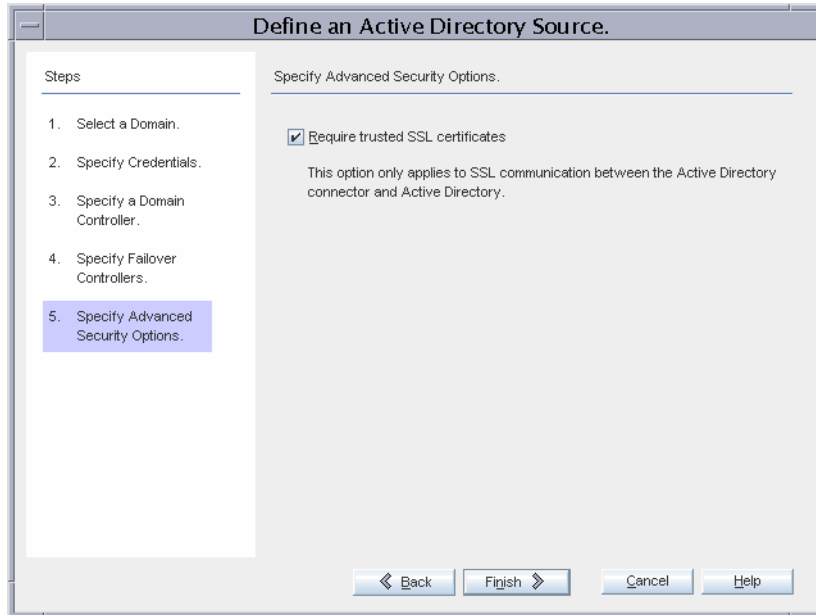 Define an Active Directory Source.
Steps
1. Select a Domain.
2. Specify Credentials.
3. Specify a Domain
Controller.
4. Specify Failover
Controllers.
5. Specify Advanced
Security Options.
Specify Advanced Security Options.
Require trusted SSL certificates
This option only applies to SSL communication between the Active Directory
connector and Active Directory.
Back
Finish
Cancel
Help